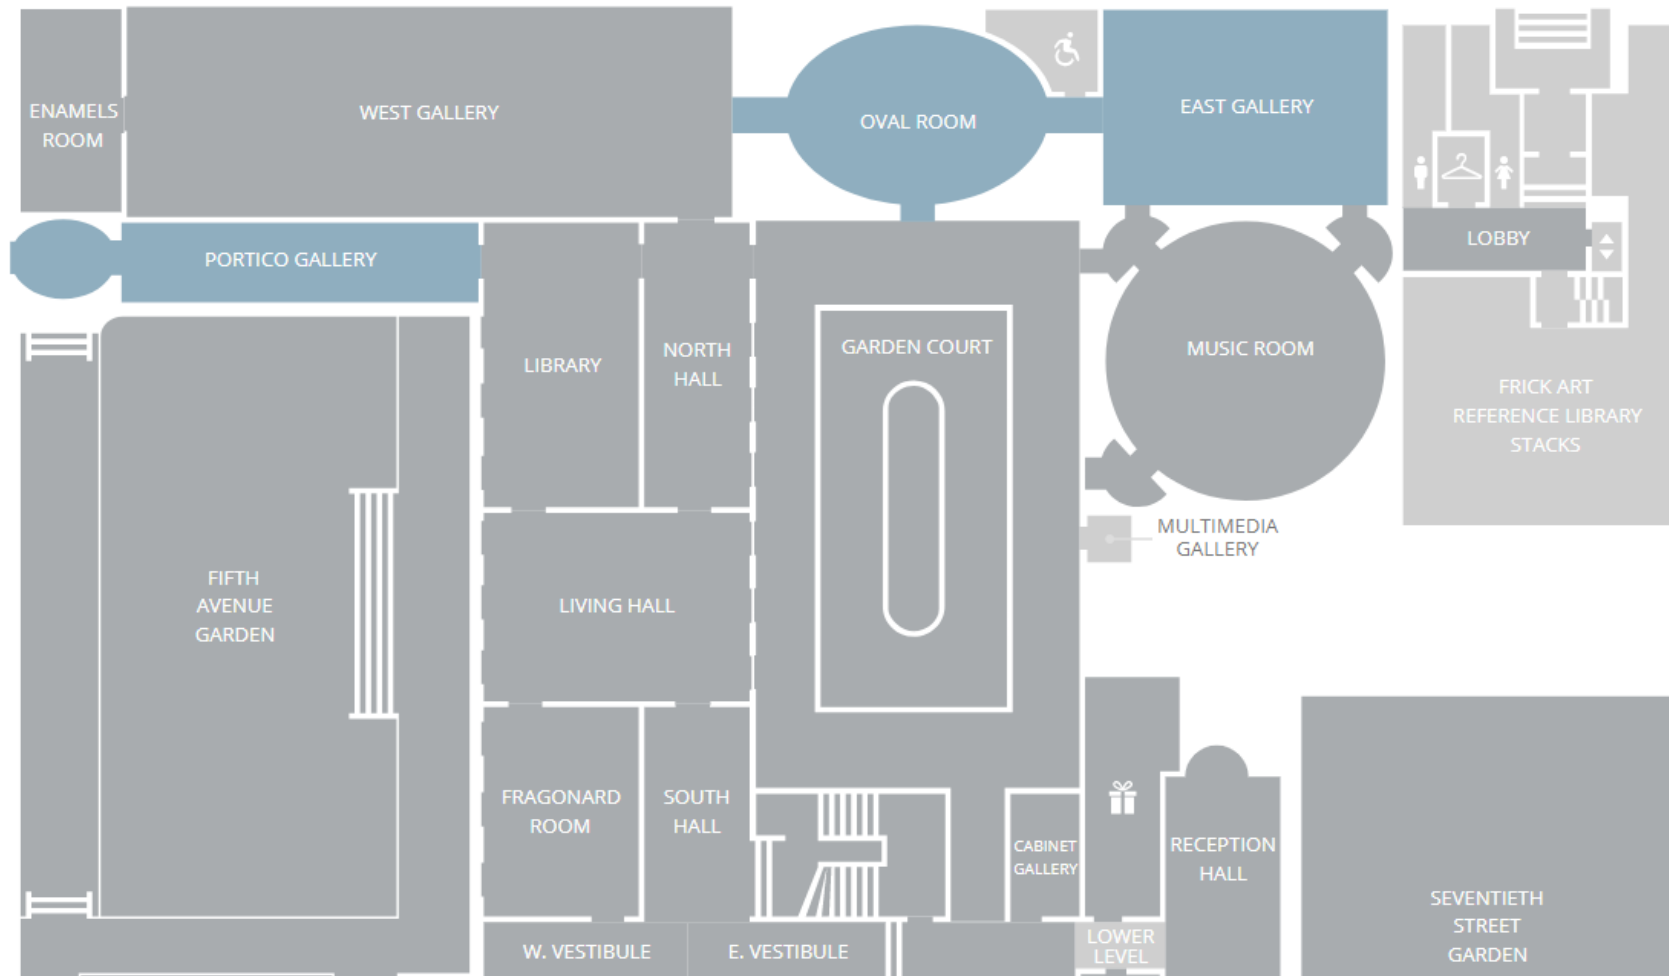 ENAMELS
ROOM
WEST GALLERY
OVAL ROOM
EAST GALLERY
PORTICO GALLERY
LOBBY
LIBRARY
NORTH
HALL
GARDEN COURT
MUSIC ROOM
FRICK ART
REFERENCE LIBRARY
STACKS
MULTIMEDIA
GALLERY
FIFTH
AVENUE
GARDEN
LIVING HALL
FRAGONARD
ROOM
SOUTH
HALL
CABINET
GALLERY
RECEPTION
HALL
SEVENTIETH
STREET
GARDEN
W. VESTIBULE
E. VESTIBULE
LOWER
LEVEL